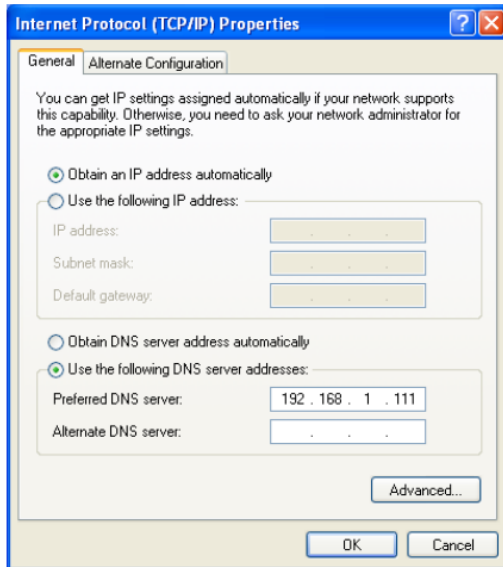 Internet Protocol (TCP/IP) Properties
General
Alternate Configuration
You can get IP settings assigned automatically if your network supports
this capability. Otherwise, you need to ask your network administrator for
the appropriate IP settings.
Obtain an IP address automatically
Use the following IP address:
IP address:
Subnet mask:
Default gateway:
Obtain DNS server address automatically
Use the following DNS server addresses:
Preferred DNS server: 192 . 168 . 1 . 111
Alternate DNS server:
Advanced...
OK Cancel